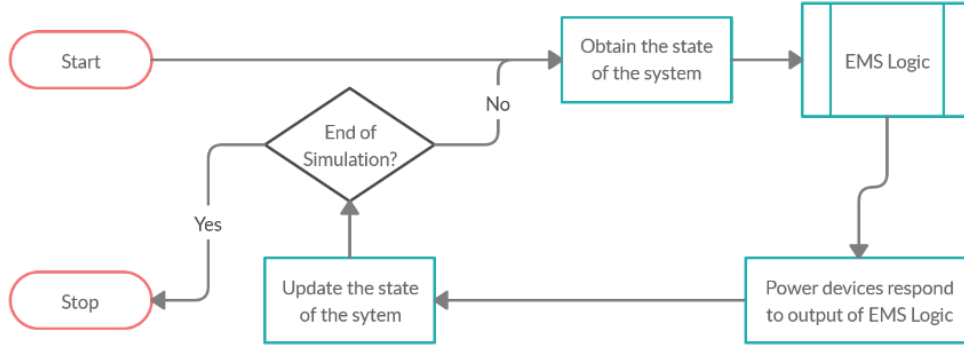 Start
Obtain the state
of the system
EMS Logic
No
End of
Simulation?
Yes
Stop
Update the state
of the sytem
Power devices respond
to output of EMS Logic